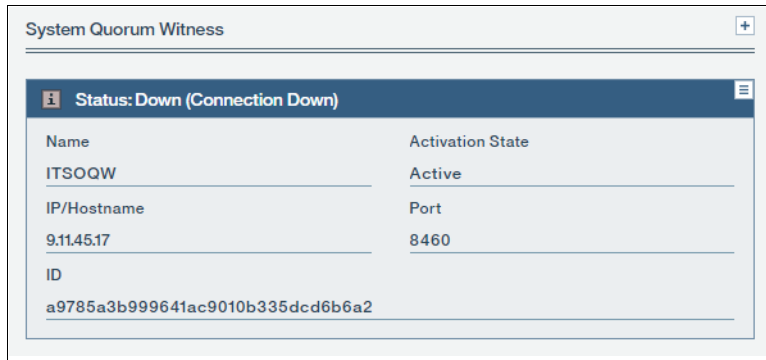 System Quorum Witness
Status: Down (Connection Down)
Name
Activation State
ITSOQW
Active
IP/Hostname
Port
9.11.45.17
8460
ID
a9785a3b999641ac9010b335dcd6b6a2